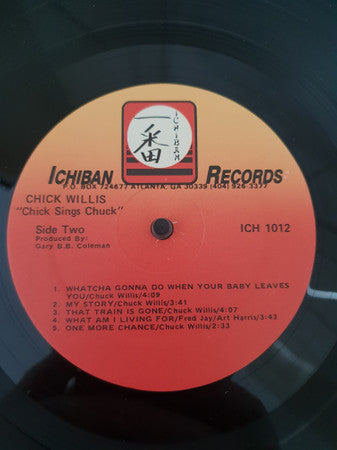 一番
ICHIBAN
ICHIBAN RECORDS
P.O. BOX 724677 ATLANTA, GA 30339 (404) 926-3377
CHICK WILLIS
"Chick Sings Chuck"
Side Two
ICH 1012
Produced By:
Gary B.B. Coleman
1. WHATCHA GONNA DO WHEN YOUR BABY LEAVES
YOU/Chuck Willis/4:09
2. MY STORY/Chuck Willis/3:41
3. THAT TRAIN IS GONE/Chuck Willis/4:07
4. WHAT AM I LIVING FOR/Fred Jay/Art Harris/3:43
5. ONE MORE CHANCE/Chuck Willis/2:33